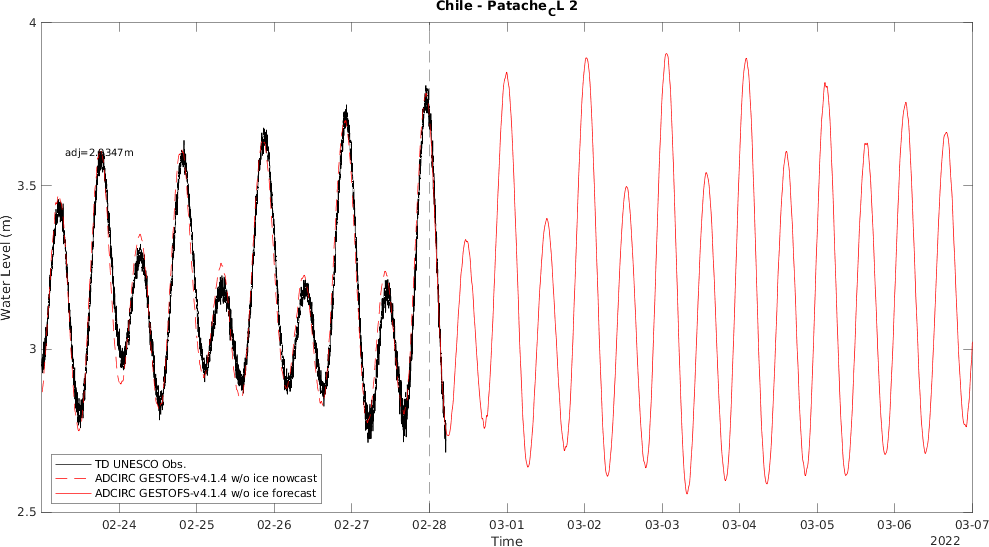 Chile - Patache_CL 2
4
3.5
3
2.5
Water Level (m)
adj=2.9347m
TD UNESCO Obs.
ADCIRC GESTOFS-v4.1.4 w/o ice nowcast
ADCIRC GESTOFS-v4.1.4 w/o ice forecast
02-24 02-25 02-26 02-27 02-28 03-01 03-02 03-03 03-04 03-05 03-06 03-07
Time
2022